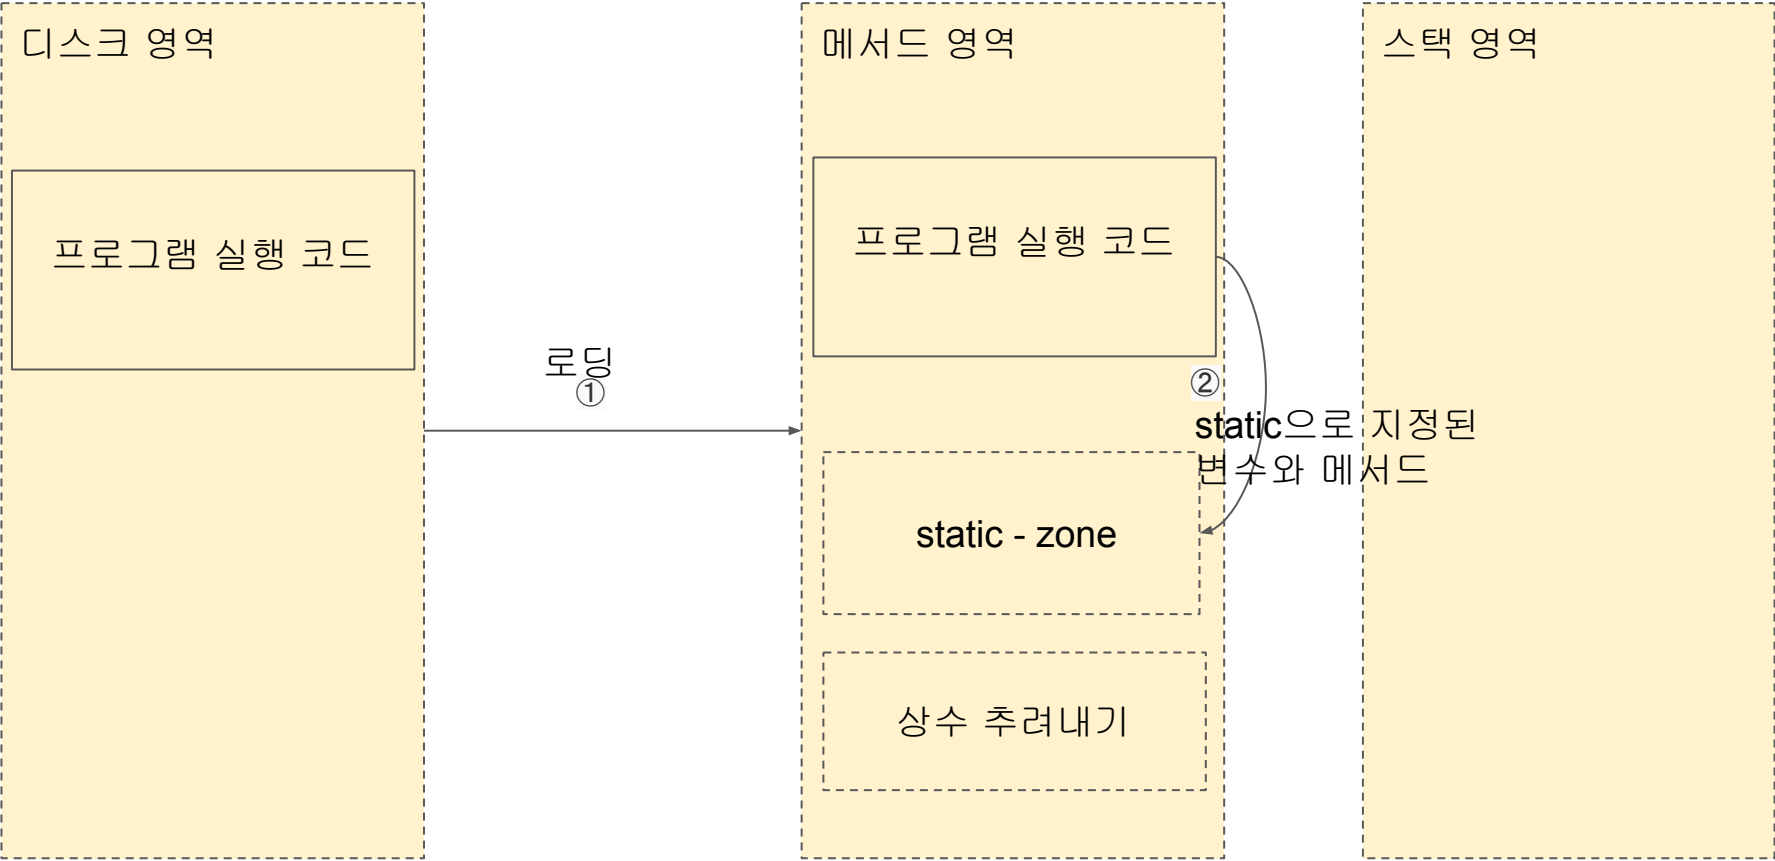 디스크 영역
프로그램 실행 코드
로딩
①
메서드 영역
프로그램 실행 코드
②
static으로 지정된
변수와 메서드
static - zone
상수 추려내기
스택 영역